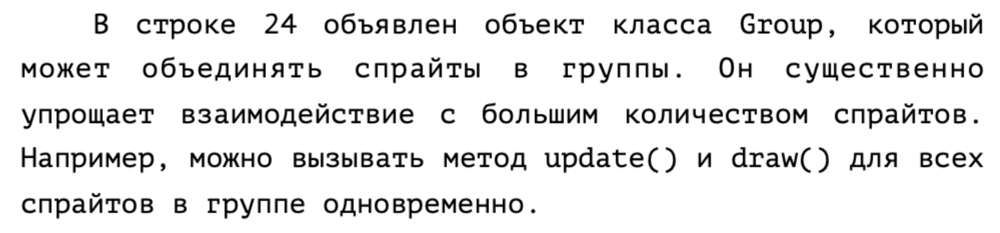 В строке 24 объявлен объект класса Group, который
может объединять спрайты в группы. Он существенно
упрощает взаимодействие с большим количеством спрайтов.
Например, можно вызывать метод update() и draw() для всех
спрайтов в группе одновременно.